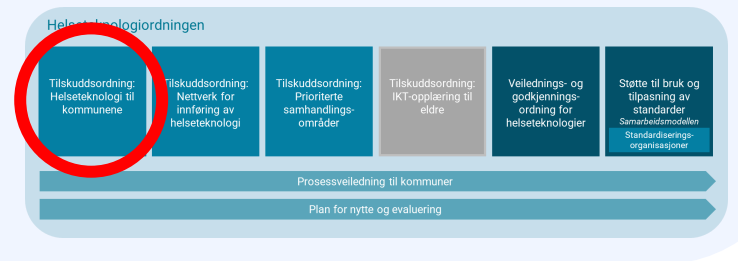 Helseteknologiordningen
Tilskuddsordning:
Helseteknologi til
kommunene
Tilskuddsordning:
Nettverk for
innføring av
helseteknologi
Tilskuddsordning:
Prioriterte
samhandlings-
områder
Tilskuddsordning:
IKT-opplæring til
eldre
Veilednings- og
godkjennings-
ordning for
helseteknologier
Støtte til bruk og
tilpasning av
standarder
Samarbeidsmodellen
Standardiserings-
organisasjoner
Prosessveiledning til kommuner
Plan for nytte og evaluering